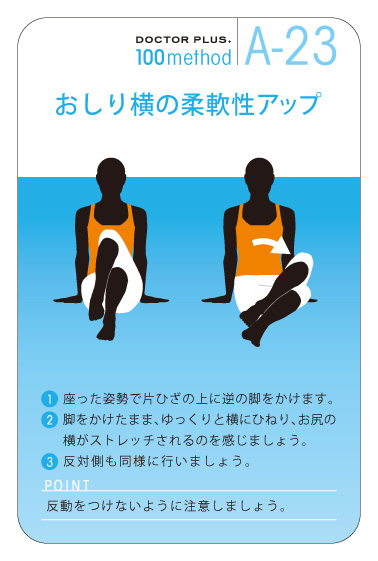 DOCTOR PLUS.
100method
A-23
おしり横の柔軟性アップ
1 座った姿勢で片ひざの上に逆の脚をかけます。
2 脚をかけたまま、ゆっくりと横にひねり、お尻の
横がストレッチされるのを感じましょう。
3 反対側も同様に行いましょう。
POINT
反動をつけないように注意しましょう。